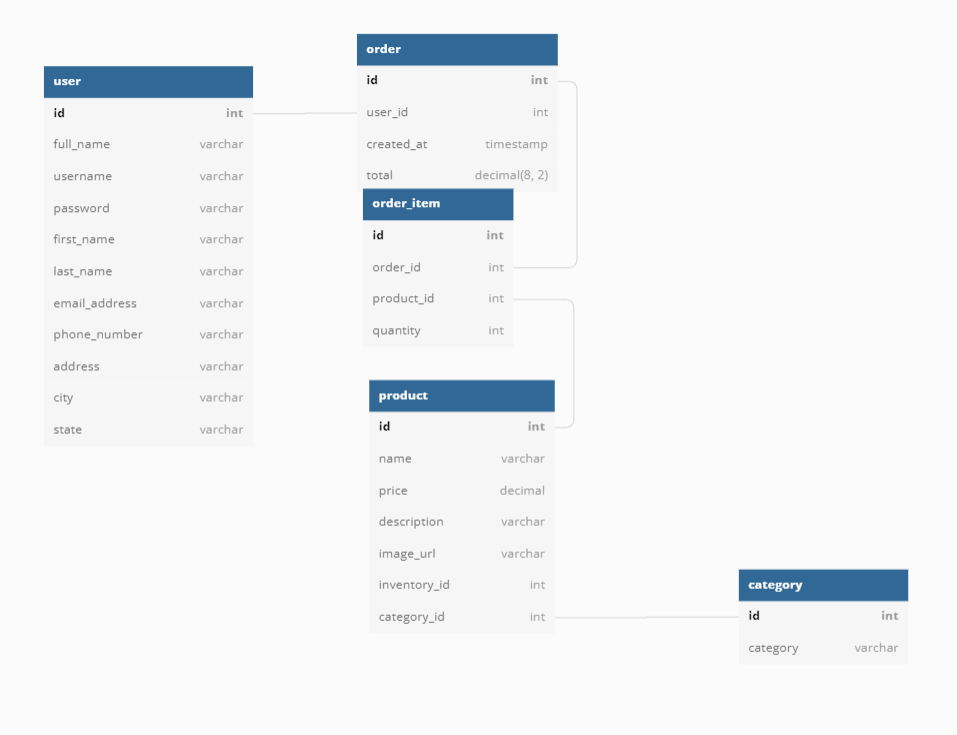 user
id int
full_name varchar
username varchar
password varchar
first_name varchar
last_name varchar
email_address varchar
phone_number varchar
address varchar
city varchar
state varchar
order
id int
user_id int
created_at timestamp
total decimal(8, 2)
order_item
id int
order_id int
product_id int
quantity int
product
id int
name varchar
price decimal
description varchar
image_url varchar
inventory_id int
category_id int
category
id int
category varchar